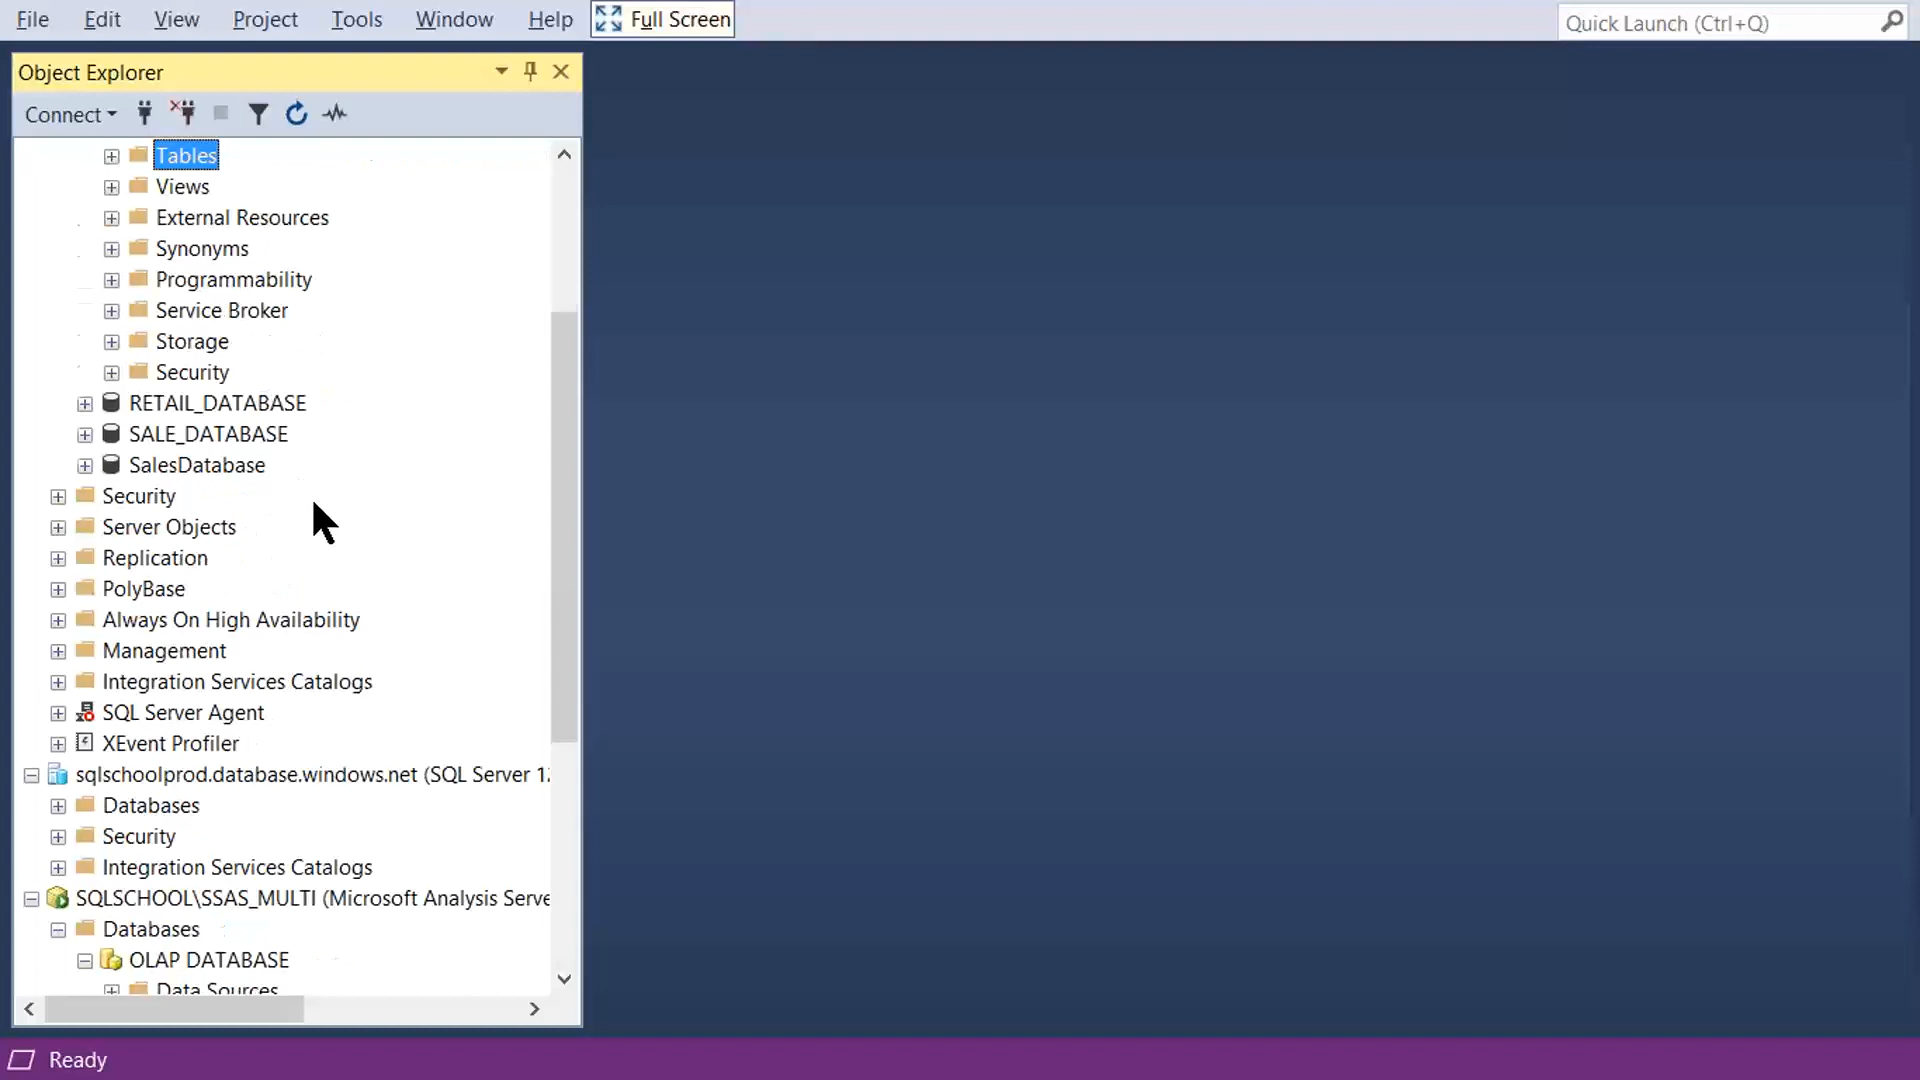 File Edit View Project Tools Window Help Full Screen Quick Launch (Ctrl+Q)
Object Explorer
Connect
Tables
Views
External Resources
Synonyms
Programmability
Service Broker
Storage
Security
RETAIL_DATABASE
SALE_DATABASE
SalesDatabase
Security
Server Objects
Replication
PolyBase
Always On High Availability
Management
Integration Services Catalogs
SQL Server Agent
XEvent Profiler
sqlschoolprod.database.windows.net (SQL Server 12
Databases
Security
Integration Services Catalogs
SQLSCHOOL\SSAS_MULTI (Microsoft Analysis Serve
Databases
OLAP DATABASE
Data Sources
Ready